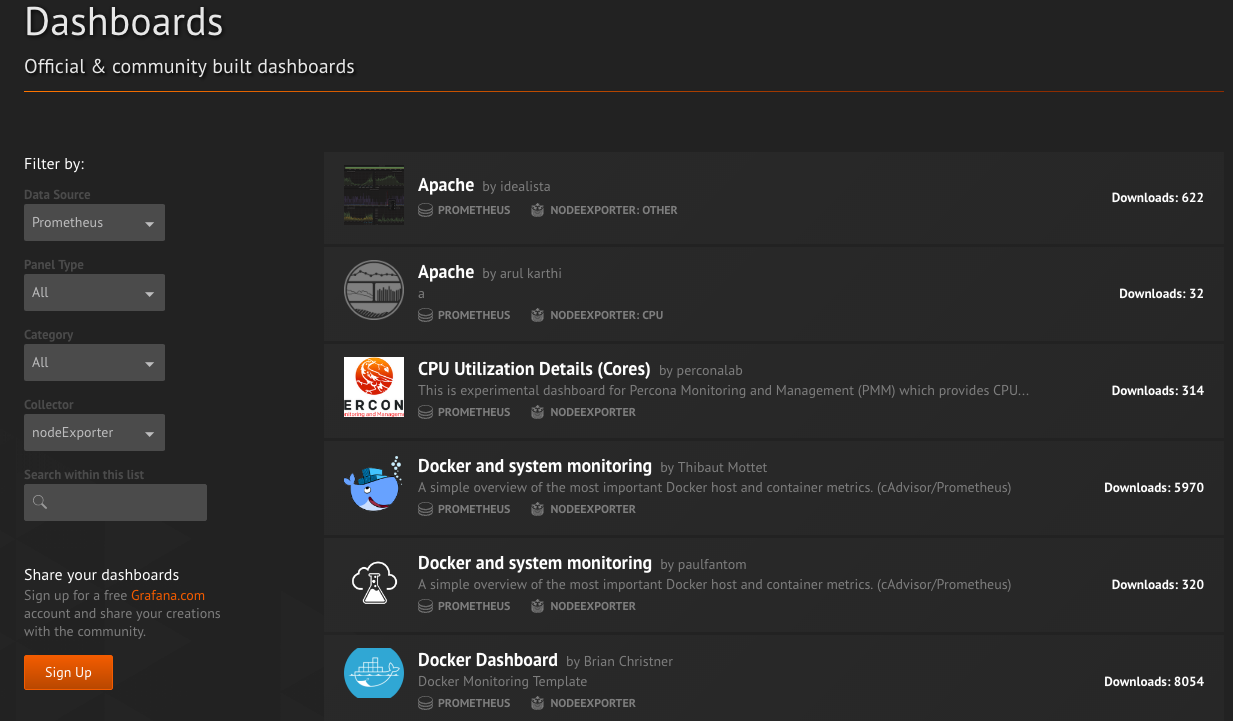 Dashboards
Official & community built dashboards
Filter by:
Data Source
Prometheus
Panel Type
All
Category
All
Collector
nodeExporter
Search within this list
Share your dashboards
Sign up for a free Grafana.com
account and share your creations
with the community.
Sign Up
Apache by idealista
PROMETHEUS NODEEXPORTER: OTHER
Downloads: 622
Apache by arul karthi
a
PROMETHEUS NODEEXPORTER: CPU
Downloads: 32
ERCON
CPU Utilization Details (Cores) by perconalab
This is experimental dashboard for Percona Monitoring and Management (PMM) which provides CPU...
PROMETHEUS NODEEXPORTER
Downloads: 314
Docker and system monitoring by Thibaut Mottet
A simple overview of the most important Docker host and container metrics. (cAdvisor/Prometheus)
PROMETHEUS NODEEXPORTER
Downloads: 5970
Docker and system monitoring by paulfantom
A simple overview of the most important Docker host and container metrics. (cAdvisor/Prometheus)
PROMETHEUS NODEEXPORTER
Downloads: 320
Docker Dashboard by Brian Christner
Docker Monitoring Template
PROMETHEUS NODEEXPORTER
Downloads: 8054